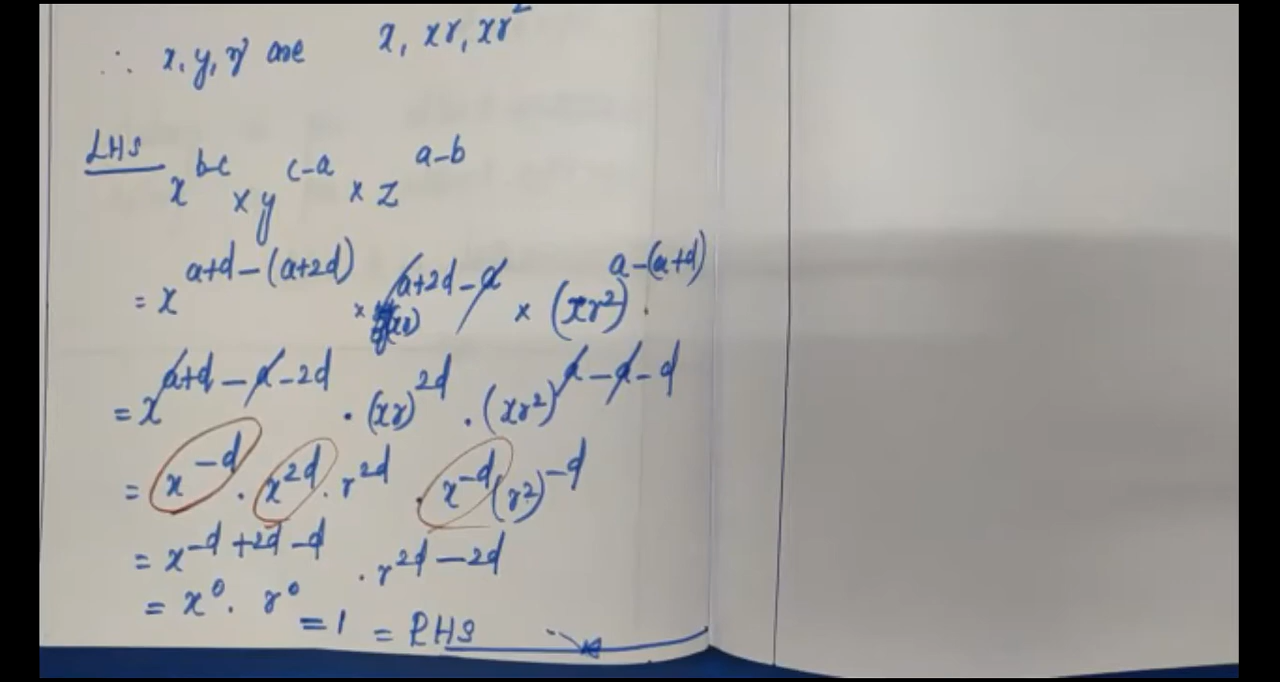 ∴ x, y, z are x, xr, xr²
LHS
x^(b-c) × y^(c-a) × z^(a-b)
= x^(a+d-(a+2d)) × (xr)^(a+2d-a) × (xr²)^(a-(a+d)) .
= x^(a+d-a-2d) . (xr)^(2d) . (xr²)^(a-a-d)
= x^(-d) . x^(2d) . r^(2d) . x^(-d) (r²)^(-d)
= x^(-d+2d-d) . r^(2d-2d)
= x⁰ . r⁰
= 1 = RHS